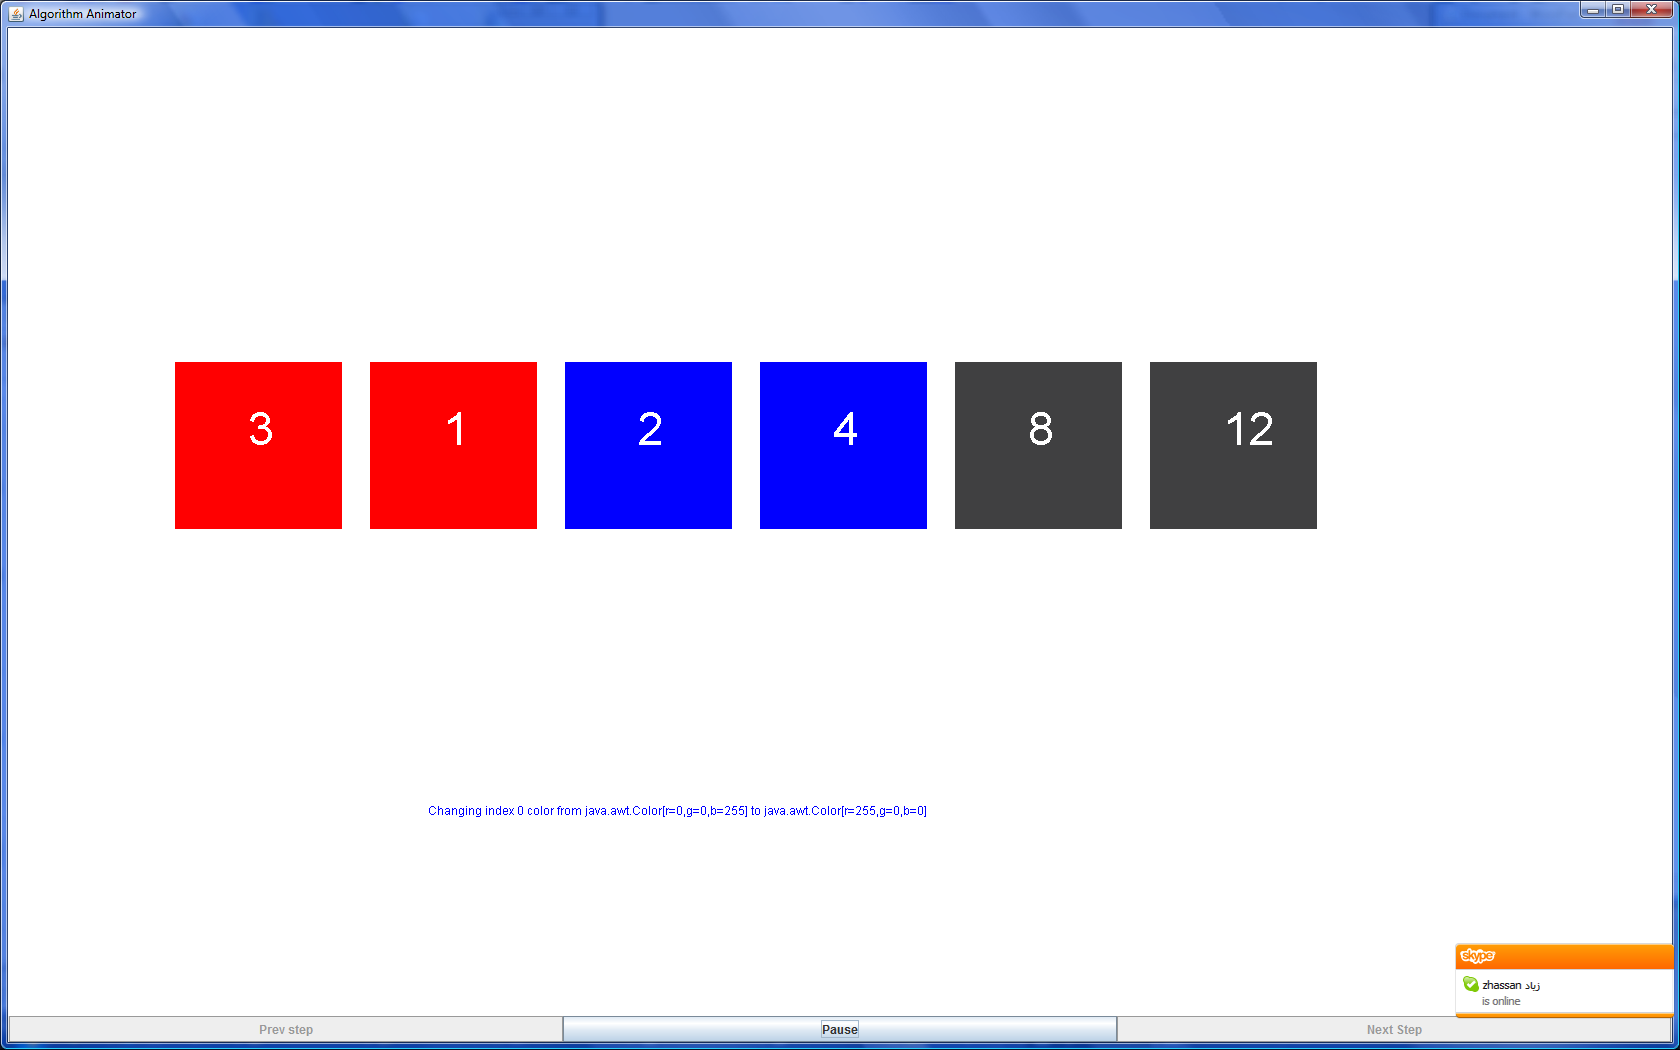 Algorithm Animator
3 1 2 4 8 12
Changing index 0 color from java.awt.Color[r=0,g=0,b=255] to java.awt.Color[r=255,g=0,b=0]
skype
zhassan زياد
is online
Prev step Pause Next Step